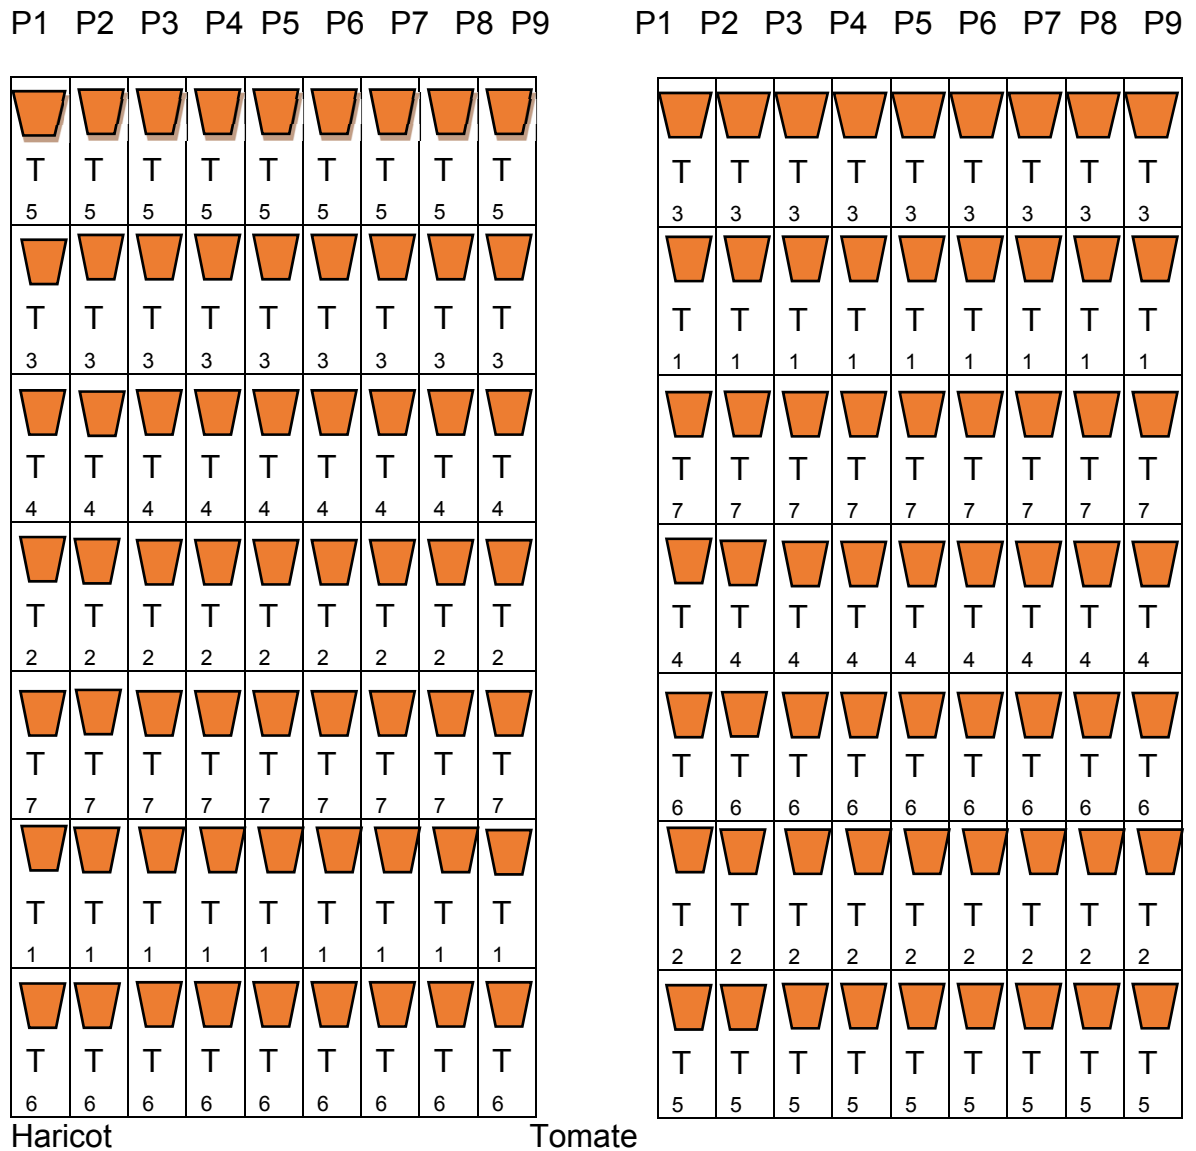 P1 P2 P3 P4 P5 P6 P7 P8 P9 P1 P2 P3 P4 P5 P6 P7 P8 P9
T T T T T T T T T T T T T T T T T T
5 5 5 5 5 5 5 5 5 3 3 3 3 3 3 3 3 3
T T T T T T T T T T T T T T T T T T
3 3 3 3 3 3 3 3 3 1 1 1 1 1 1 1 1 1
T T T T T T T T T T T T T T T T T T
4 4 4 4 4 4 4 4 4 7 7 7 7 7 7 7 7 7
T T T T T T T T T T T T T T T T T T
2 2 2 2 2 2 2 2 2 4 4 4 4 4 4 4 4 4
T T T T T T T T T T T T T T T T T T
7 7 7 7 7 7 7 7 7 6 6 6 6 6 6 6 6 6
T T T T T T T T T T T T T T T T T T
1 1 1 1 1 1 1 1 1 2 2 2 2 2 2 2 2 2
T T T T T T T T T T T T T T T T T T
6 6 6 6 6 6 6 6 6 5 5 5 5 5 5 5 5 5
Haricot Tomate